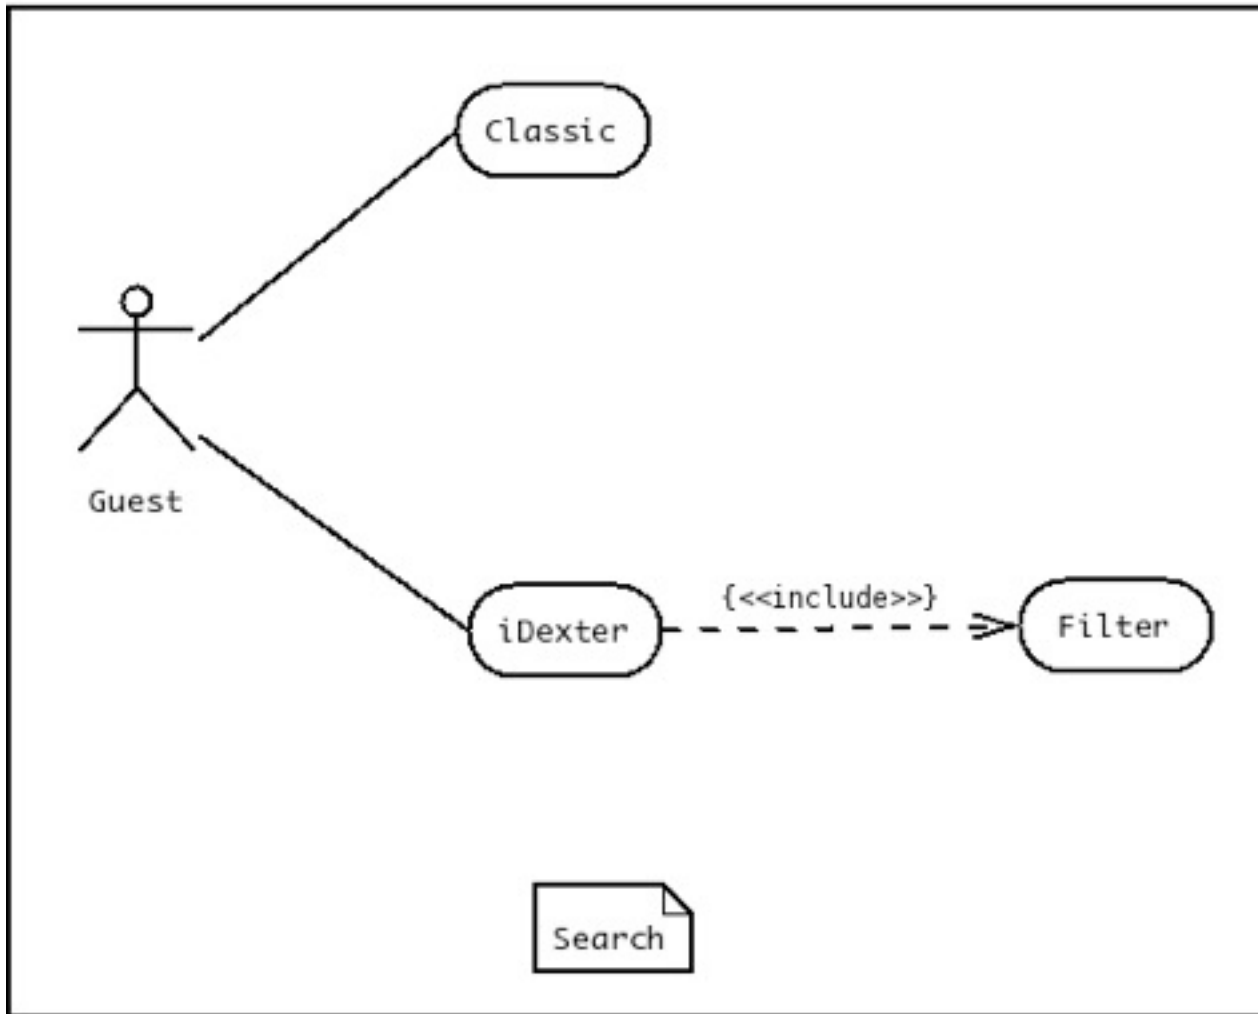 Classic
Guest
{<<include>>}
iDexter
Filter
Search